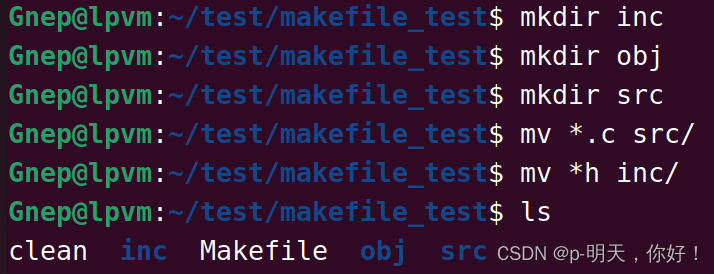 Gnep@lpvm:~/test/makefile_test$ mkdir inc
Gnep@lpvm:~/test/makefile_test$ mkdir obj
Gnep@lpvm:~/test/makefile_test$ mkdir src
Gnep@lpvm:~/test/makefile_test$ mv *.c src/
Gnep@lpvm:~/test/makefile_test$ mv *h inc/
Gnep@lpvm:~/test/makefile_test$ ls
clean inc Makefile obj src CSDN @p-明天，你好！